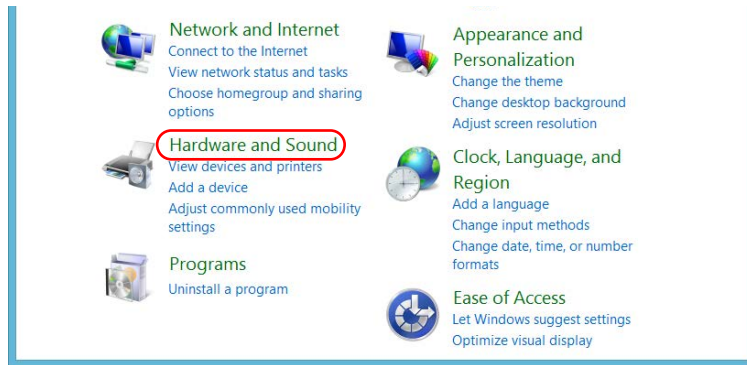 Network and Internet
Connect to the Internet
View network status and tasks
Choose homegroup and sharing
options
Hardware and Sound
View devices and printers
Add a device
Adjust commonly used mobility
settings
Programs
Uninstall a program
Appearance and
Personalization
Change the theme
Change desktop background
Adjust screen resolution
Clock, Language, and
Region
Add a language
Change input methods
Change date, time, or number
formats
Ease of Access
Let Windows suggest settings
Optimize visual display